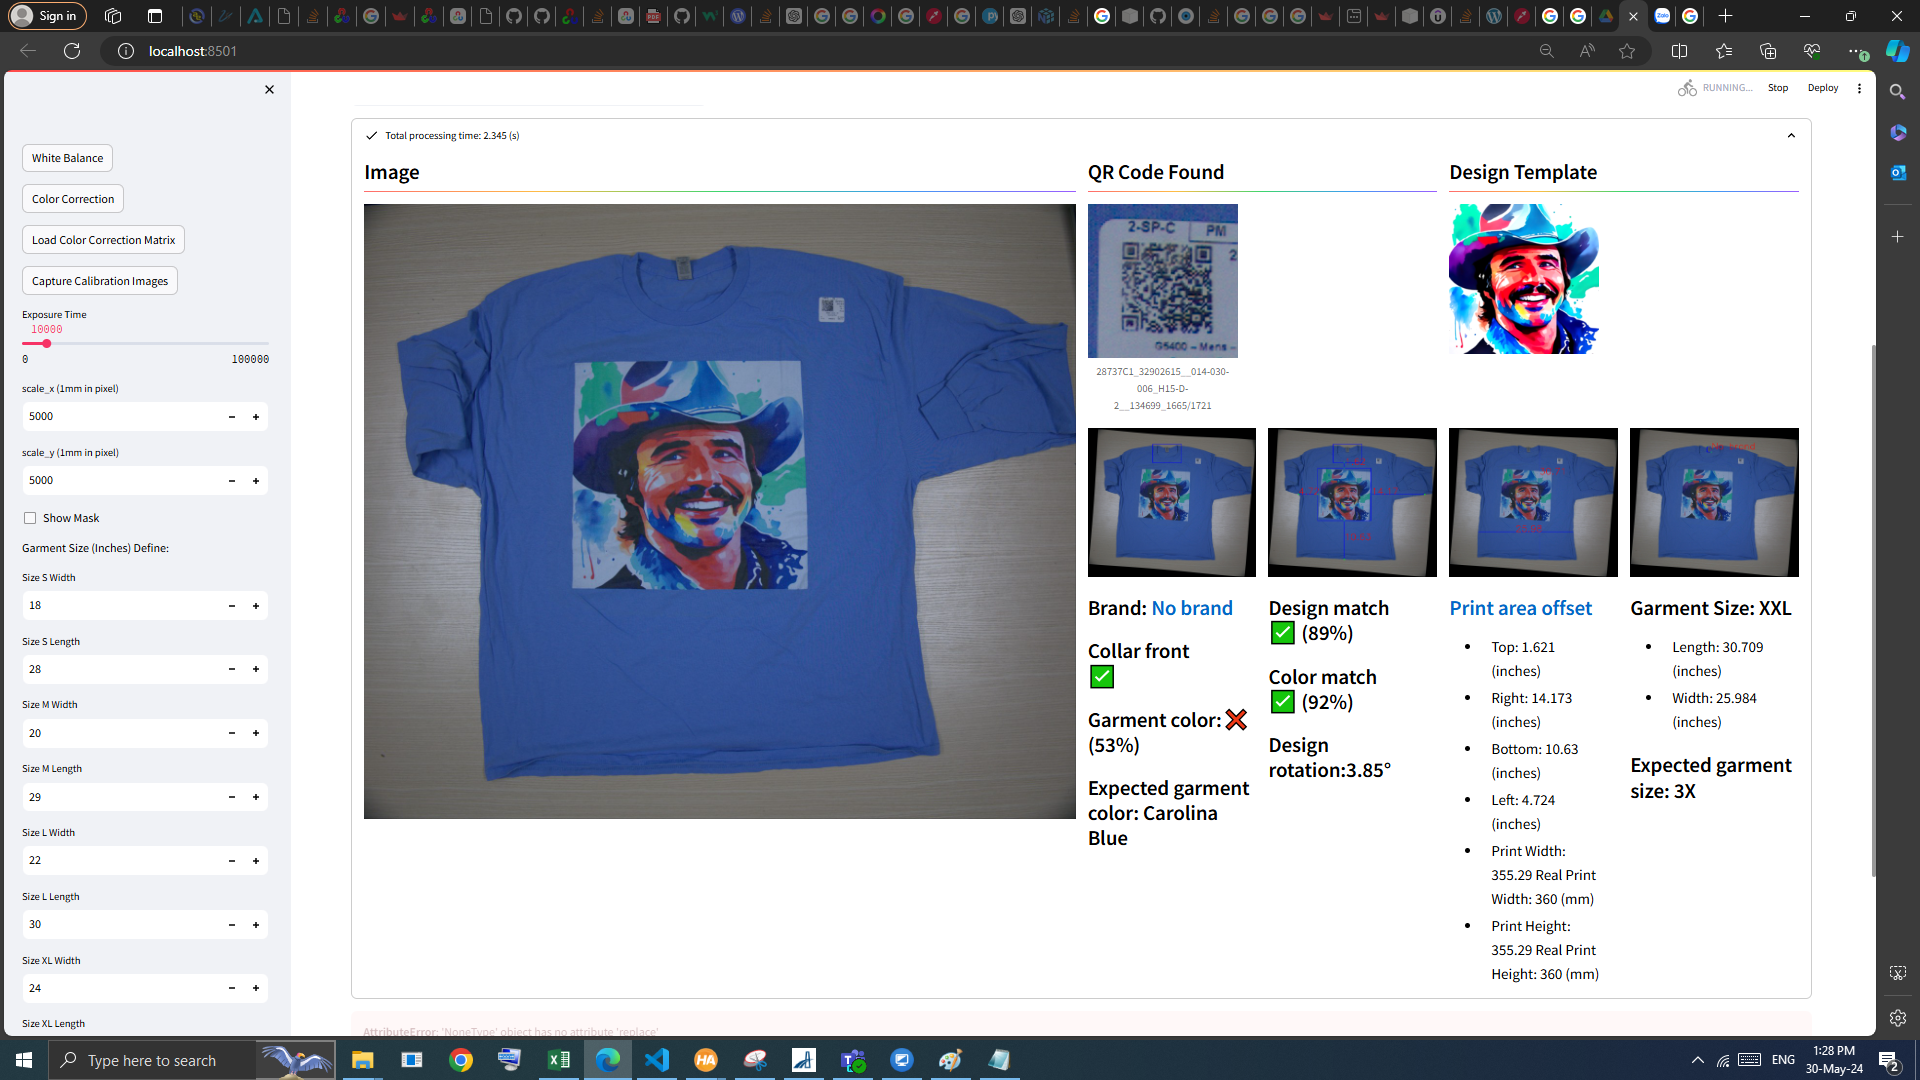 Sign in
localhost:8501
RUNNING...
Stop
Deploy
White Balance
Color Correction
Load Color Correction Matrix
Capture Calibration Images
Exposure Time
10000
0
100000
scale_x (1mm in pixel)
5000
scale_y (1mm in pixel)
5000
Show Mask
Garment Size (Inches) Define:
Size S Width
18
Size S Length
28
Size M Width
20
Size M Length
29
Size L Width
22
Size L Length
30
Size XL Width
24
Size XL Length
Total processing time: 2.345 (s)
Image
QR Code Found
2-SP-C
PM
G5400 - Mens -
28737C1_32902615__014-030-
006_H15-D-
2__134699_1665/1721
Design Template
Brand: No brand
Collar front
Garment color: ❌
(53%)
Expected garment
color: Carolina
Blue
Design match
✅ (89%)
Color match
✅ (92%)
Design
rotation:3.85°
Print area offset
Top: 1.621
(inches)
Right: 14.173
(inches)
Bottom: 10.63
(inches)
Left: 4.724
(inches)
Print Width:
355.29 Real Print
Width: 360 (mm)
Print Height:
355.29 Real Print
Height: 360 (mm)
Garment Size: XXL
Length: 30.709
(inches)
Width: 25.984
(inches)
Expected garment
size: 3X
AttributeError: 'NoneType' object has no attribute 'replace'
Type here to search
ENG
1:28 PM
30-May-24
2